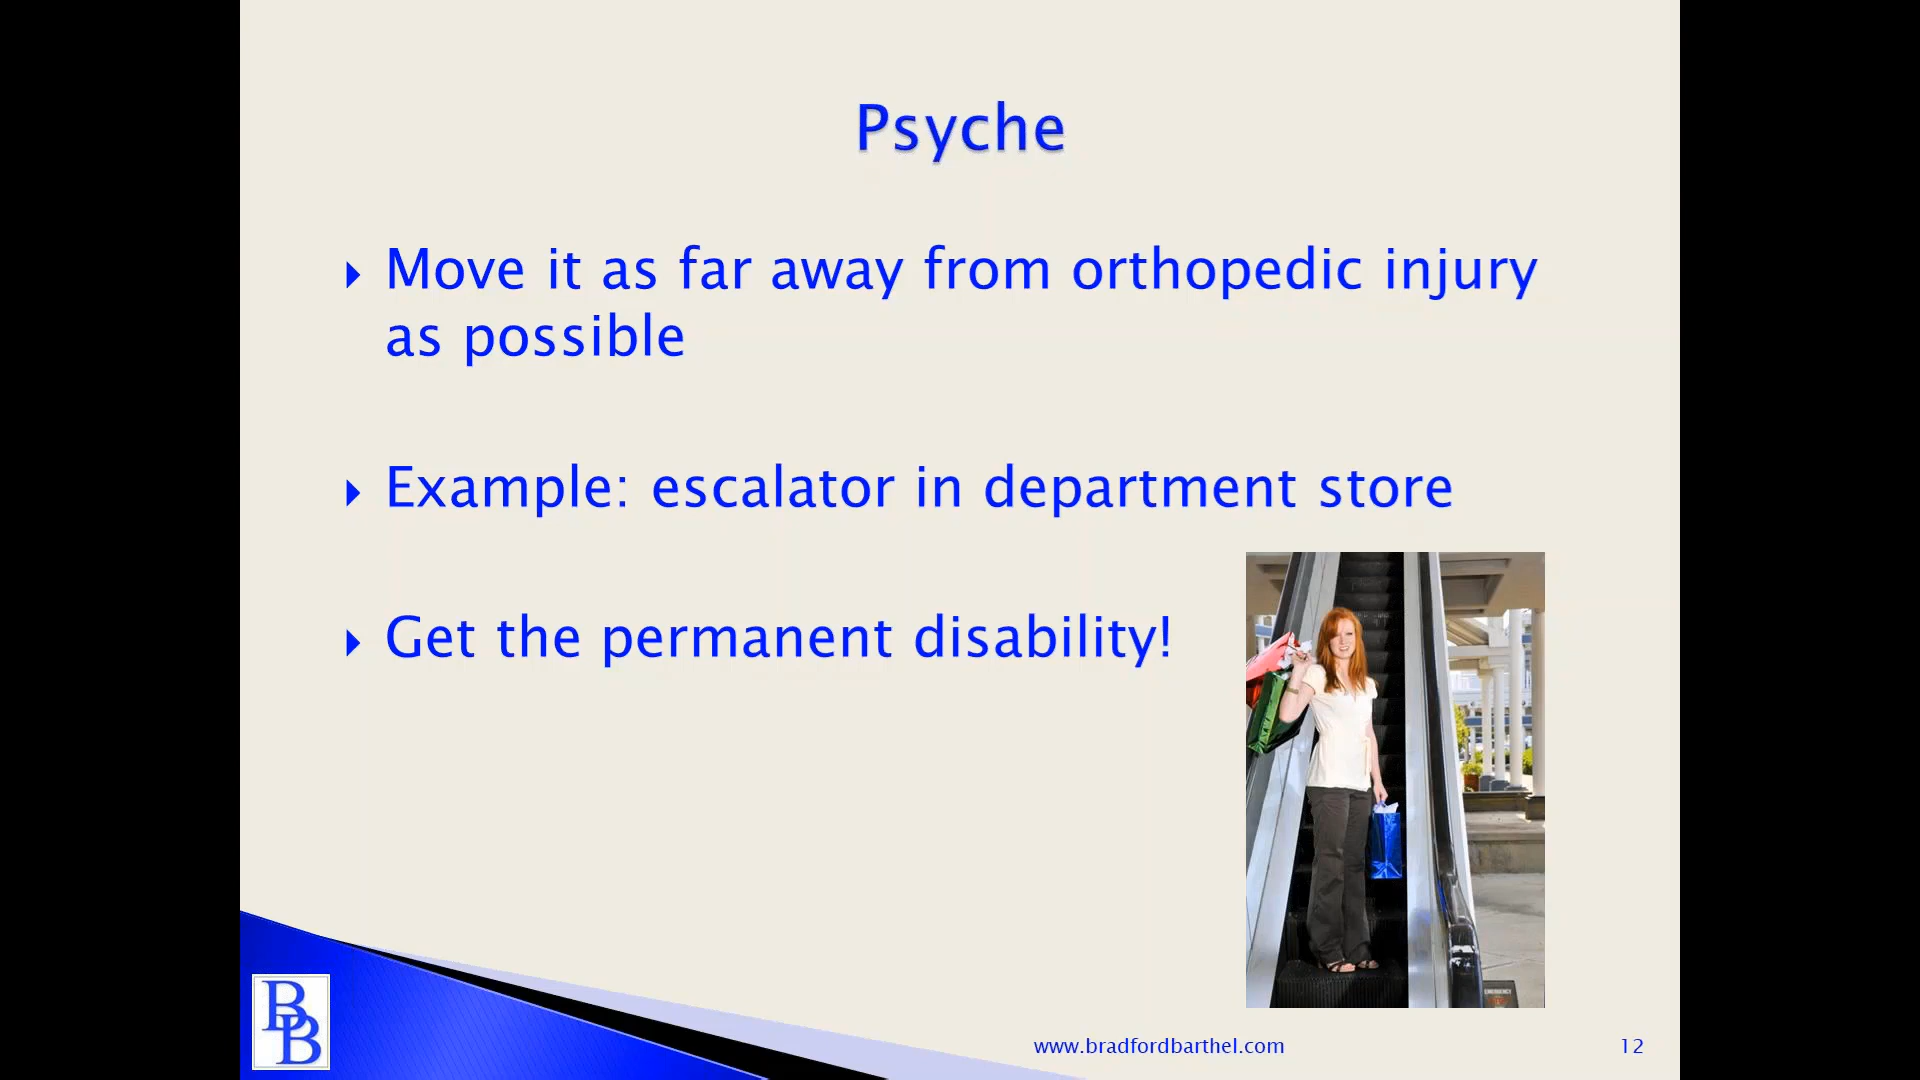 Psyche
Move it as far away from orthopedic injury
as possible
Example: escalator in department store
Get the permanent disability!
EMERGENCY
BB
www.bradfordbarthel.com
12